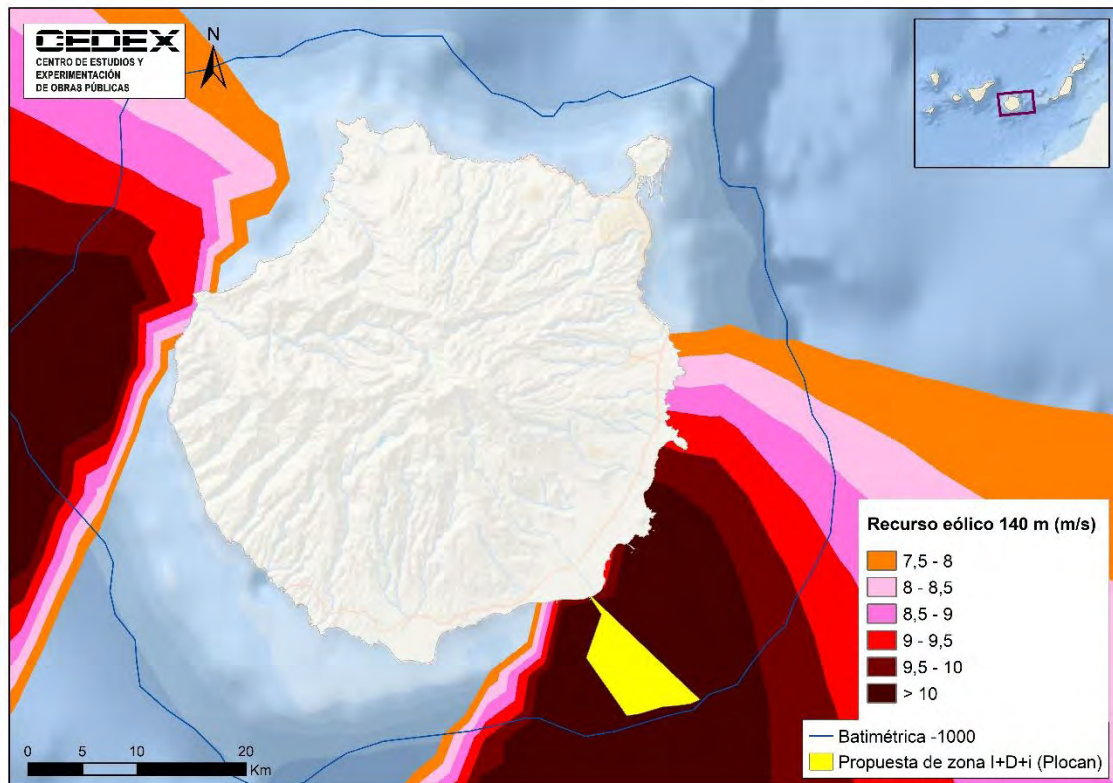 CEDEX
CENTRO DE ESTUDIOS Y
EXPERIMENTACIÓN
DE OBRAS PÚBLICAS
N
Recurso eólico 140 m (m/s)
7,5 - 8
8 - 8,5
8,5 - 9
9 - 9,5
9,5 - 10
> 10
Batimétrica -1000
Propuesta de zona I+D+i (Plocan)
0 5 10 20
Km